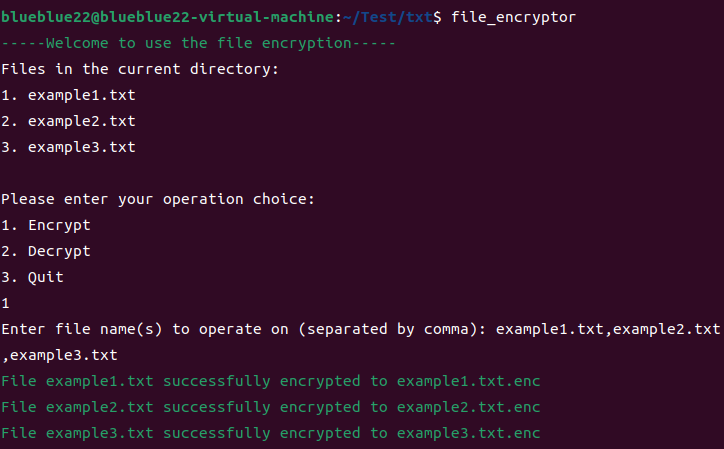 blueblue22@blueblue22-virtual-machine:~/Test/txt$ file_encryptor
-----Welcome to use the file encryption-----
Files in the current directory:
1. example1.txt
2. example2.txt
3. example3.txt
Please enter your operation choice:
1. Encrypt
2. Decrypt
3. Quit
1
Enter file name(s) to operate on (separated by comma): example1.txt,example2.txt
,example3.txt
File example1.txt successfully encrypted to example1.txt.enc
File example2.txt successfully encrypted to example2.txt.enc
File example3.txt successfully encrypted to example3.txt.enc